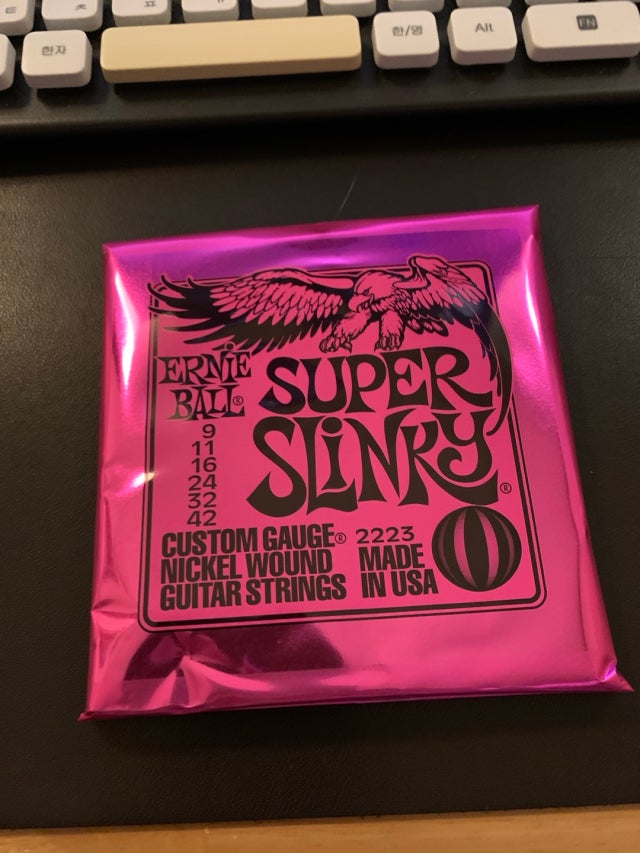 ㅌ
ㅊ
ㅍ
한자
한/영
Alt
FN
ERNiE
BALL®
SUPER
SLiNKY®
9
11
16
24
32
42
CUSTOM GAUGE®
NICKEL WOUND
GUITAR STRINGS
2223
MADE
IN USA